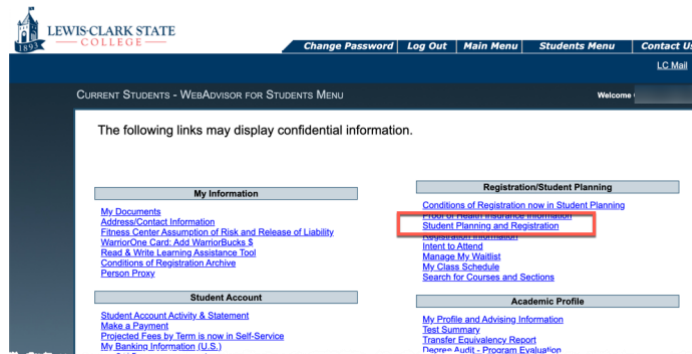 LEWIS-CLARK STATE
COLLEGE
1893
Change Password Log Out Main Menu Students Menu Contact Us
LC Mail
CURRENT STUDENTS - WEBADVISOR FOR STUDENTS MENU
Welcome
The following links may display confidential information.
My Information
My Documents
Address/Contact Information
Fitness Center Assumption of Risk and Release of Liability
WarriorOne Card: Add WarriorBucks $
Read & Write Learning Assistance Tool
Conditions of Registration Archive
Person Proxy
Student Account
Student Account Activity & Statement
Make a Payment
Projected Fees by Term is now in Self-Service
My Banking Information (U.S.)
Registration/Student Planning
Conditions of Registration now in Student Planning
Proof of Health Insurance Information
Student Planning and Registration
Registration Information
Intent to Attend
Manage My Waitlist
My Class Schedule
Search for Courses and Sections
Academic Profile
My Profile and Advising Information
Test Summary
Transfer Equivalency Report
Degree Audit - Program Evaluation